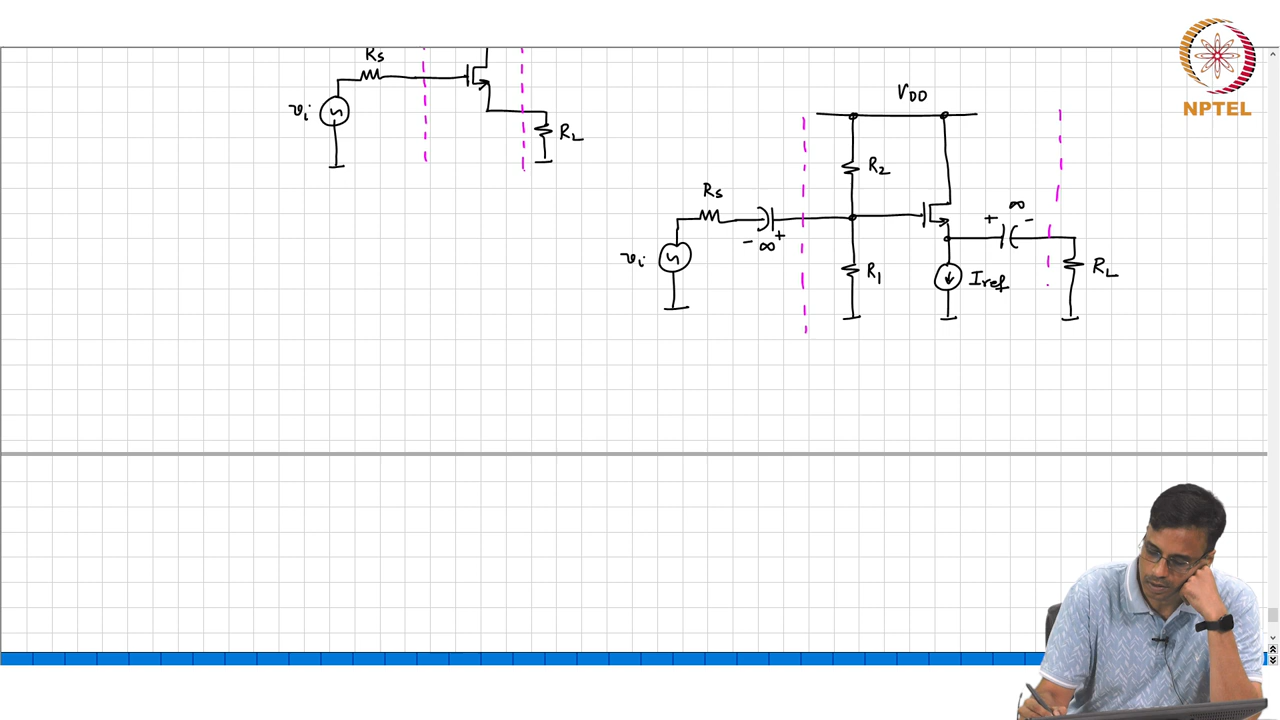 NPTEL
Rs
vi
RL
VDD
R2
Rs
∞
+ -
- ∞ +
vi
R1
Iref
RL